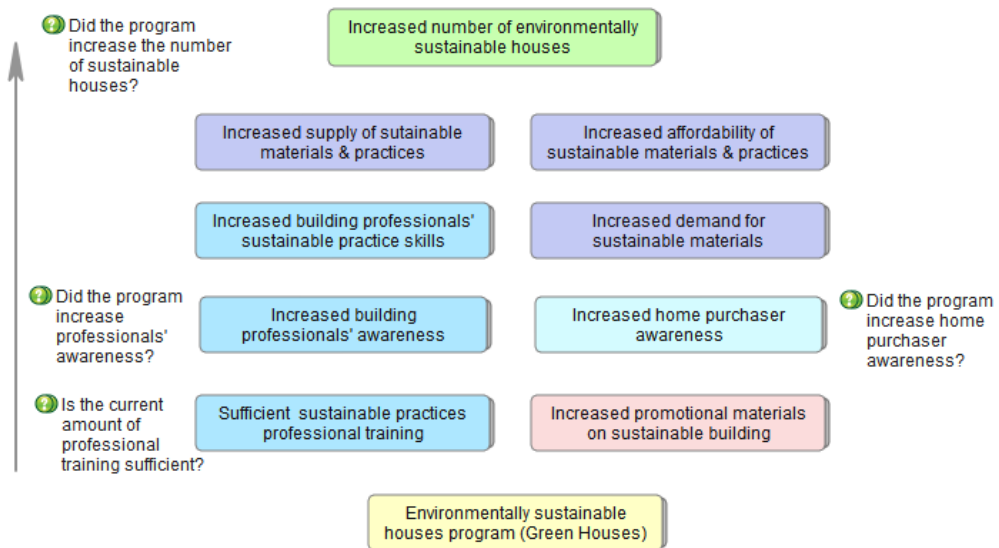 Did the program
increase the number
of sustainable
houses?
Increased number of environmentally
sustainable houses
Increased supply of sutainable
materials & practices
Increased affordability of
sustainable materials & practices
Increased building professionals'
sustainable practice skills
Increased demand for
sustainable materials
Did the program
increase
professionals'
awareness?
Increased building
professionals' awareness
Increased home purchaser
awareness
Did the program
increase home
purchaser
awareness?
Is the current
amount of
professional
training sufficient?
Sufficient sustainable practices
professional training
Increased promotional materials
on sustainable building
Environmentally sustainable
houses program (Green Houses)